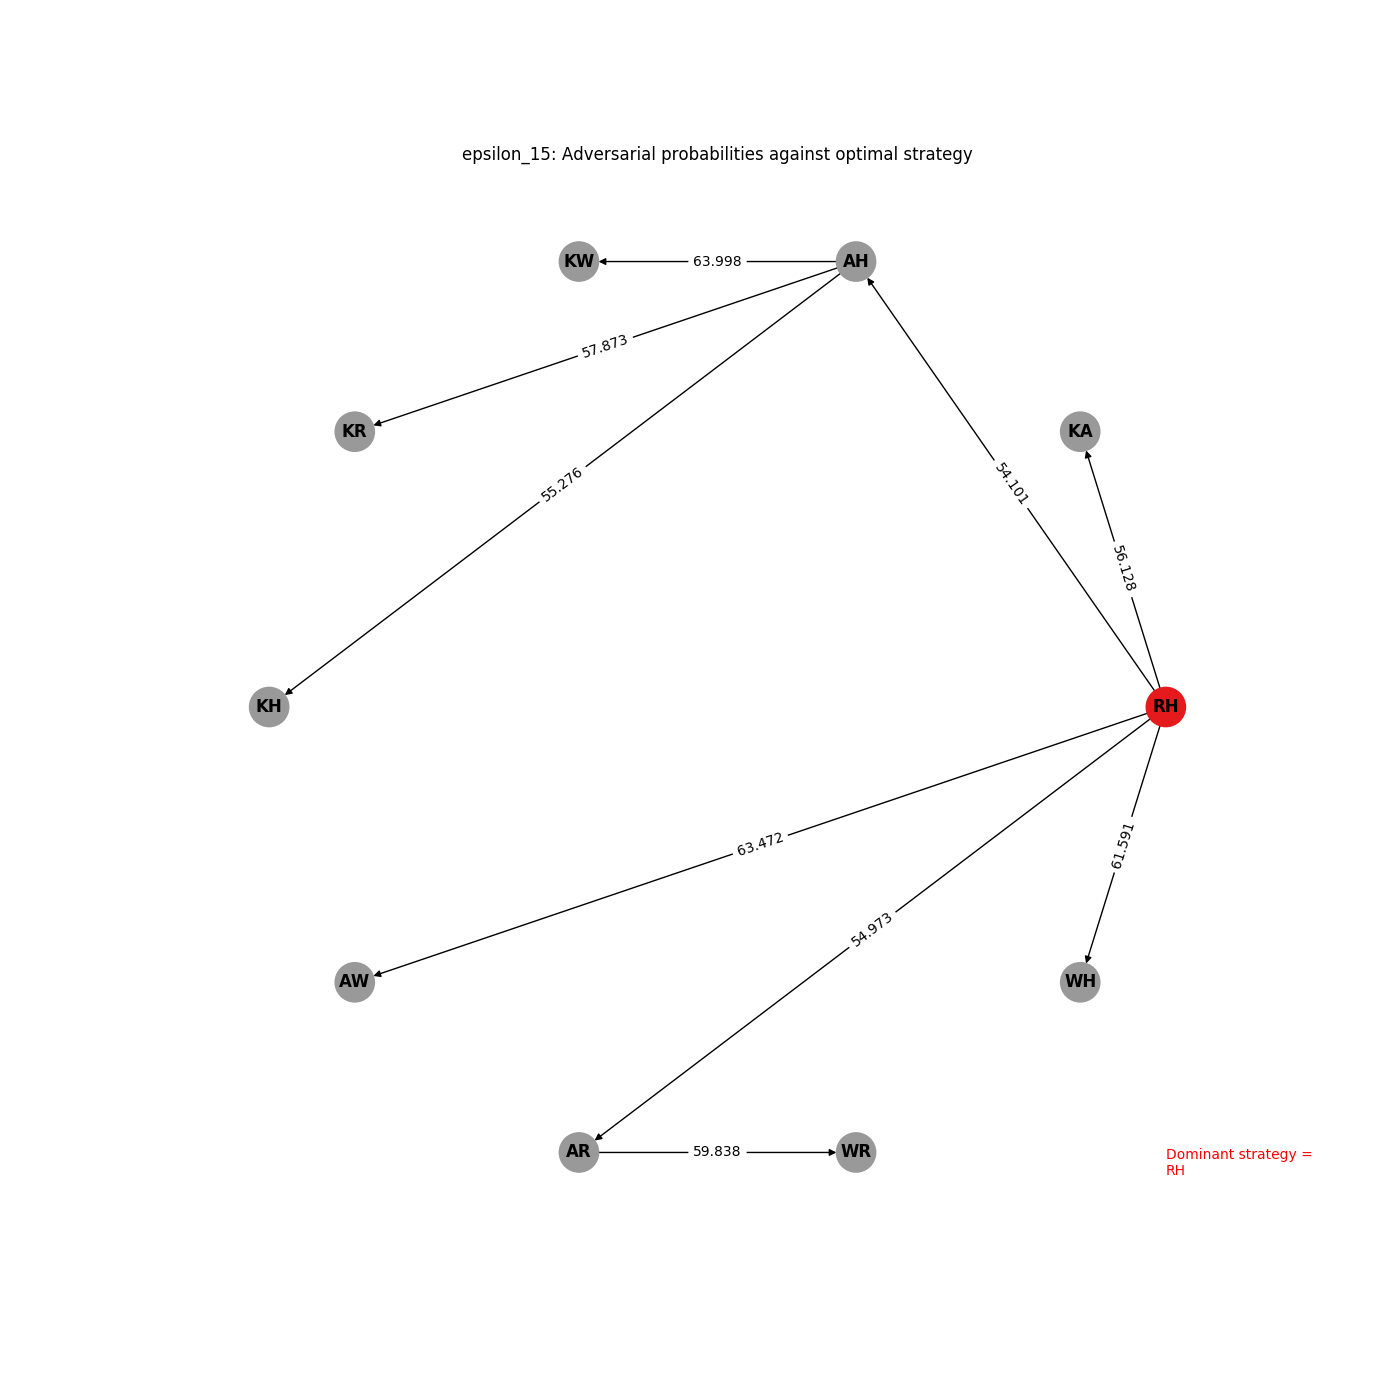 epsilon_15: Adversarial probabilities against optimal strategy
KW
63.998
AH
57.873
KR
KA
55.276
54.101
56.128
KH
RH
63.472
61.591
54.973
AW
WH
AR
59.838
WR
Dominant strategy =
RH